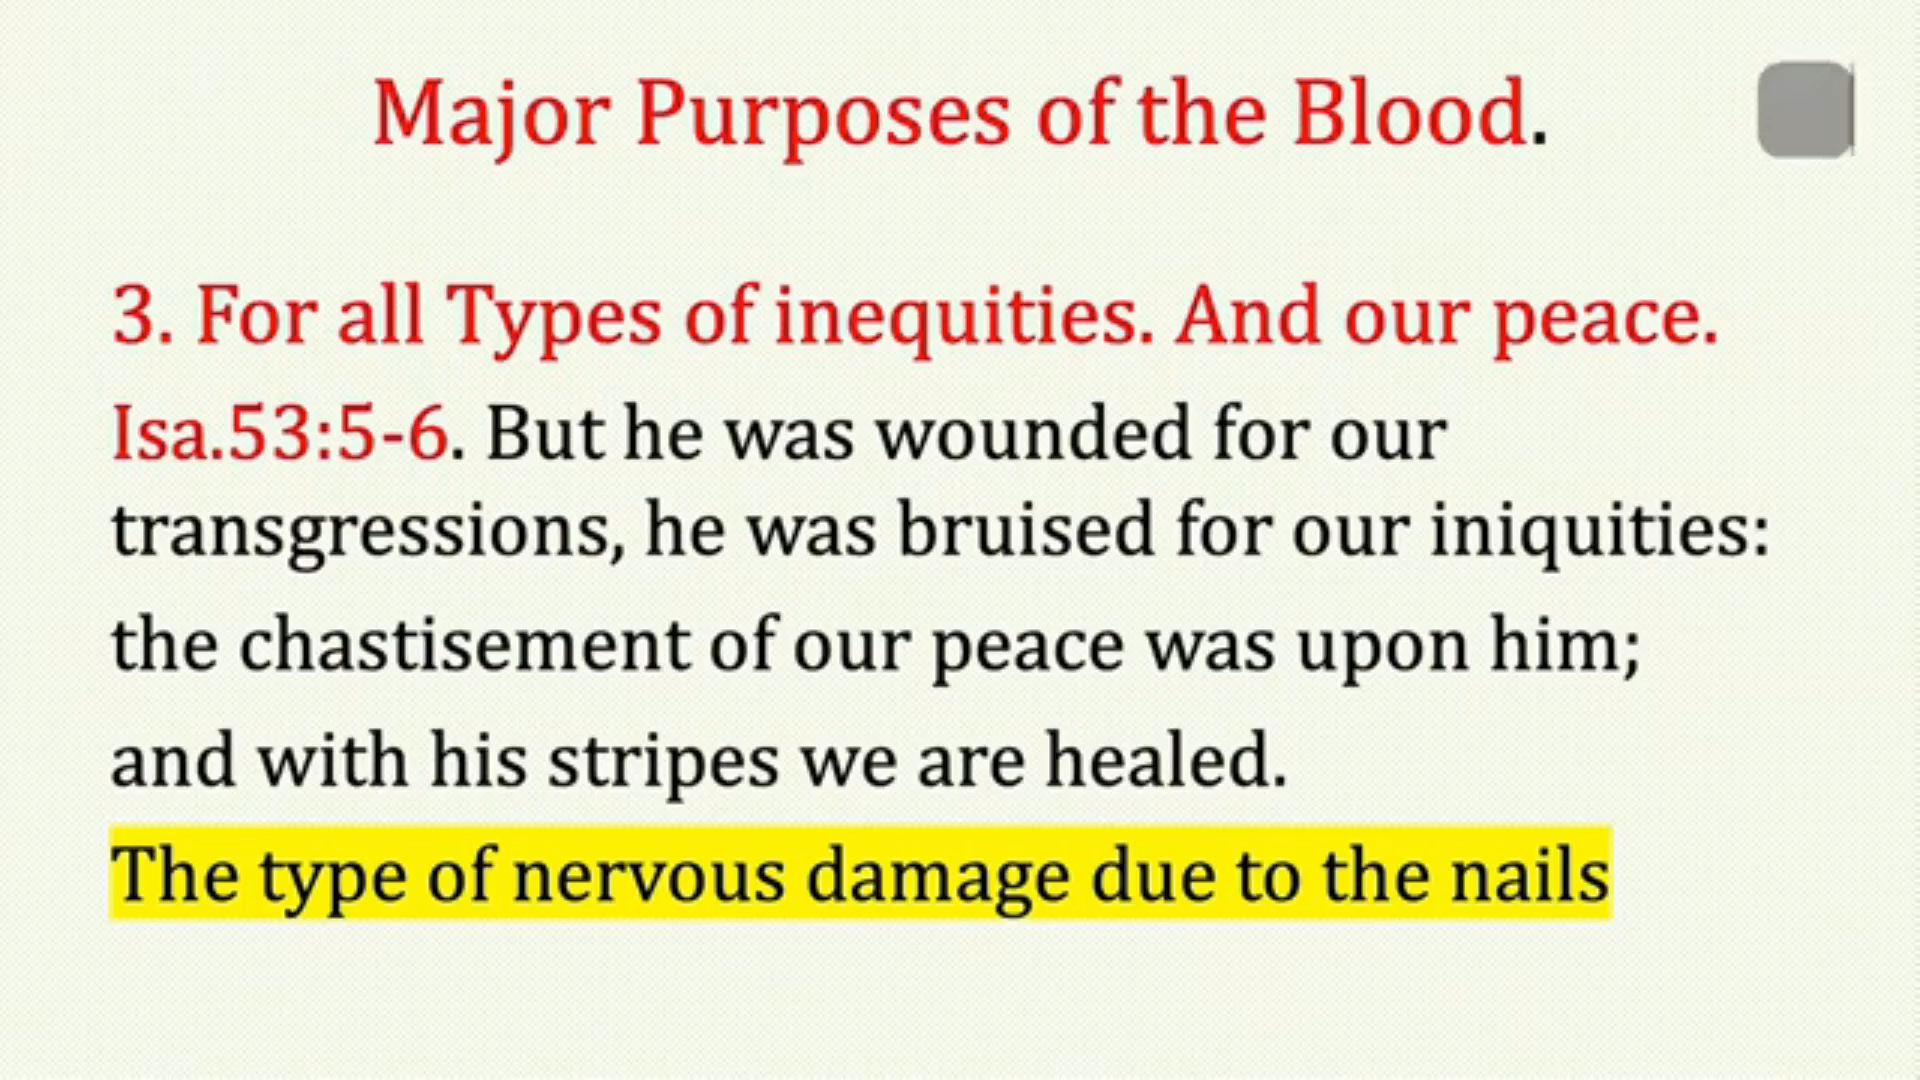 Major Purposes of the Blood.
3. For all Types of inequities. And our peace.
Isa.53:5-6. But he was wounded for our
transgressions, he was bruised for our iniquities:
the chastisement of our peace was upon him;
and with his stripes we are healed.
The type of nervous damage due to the nails